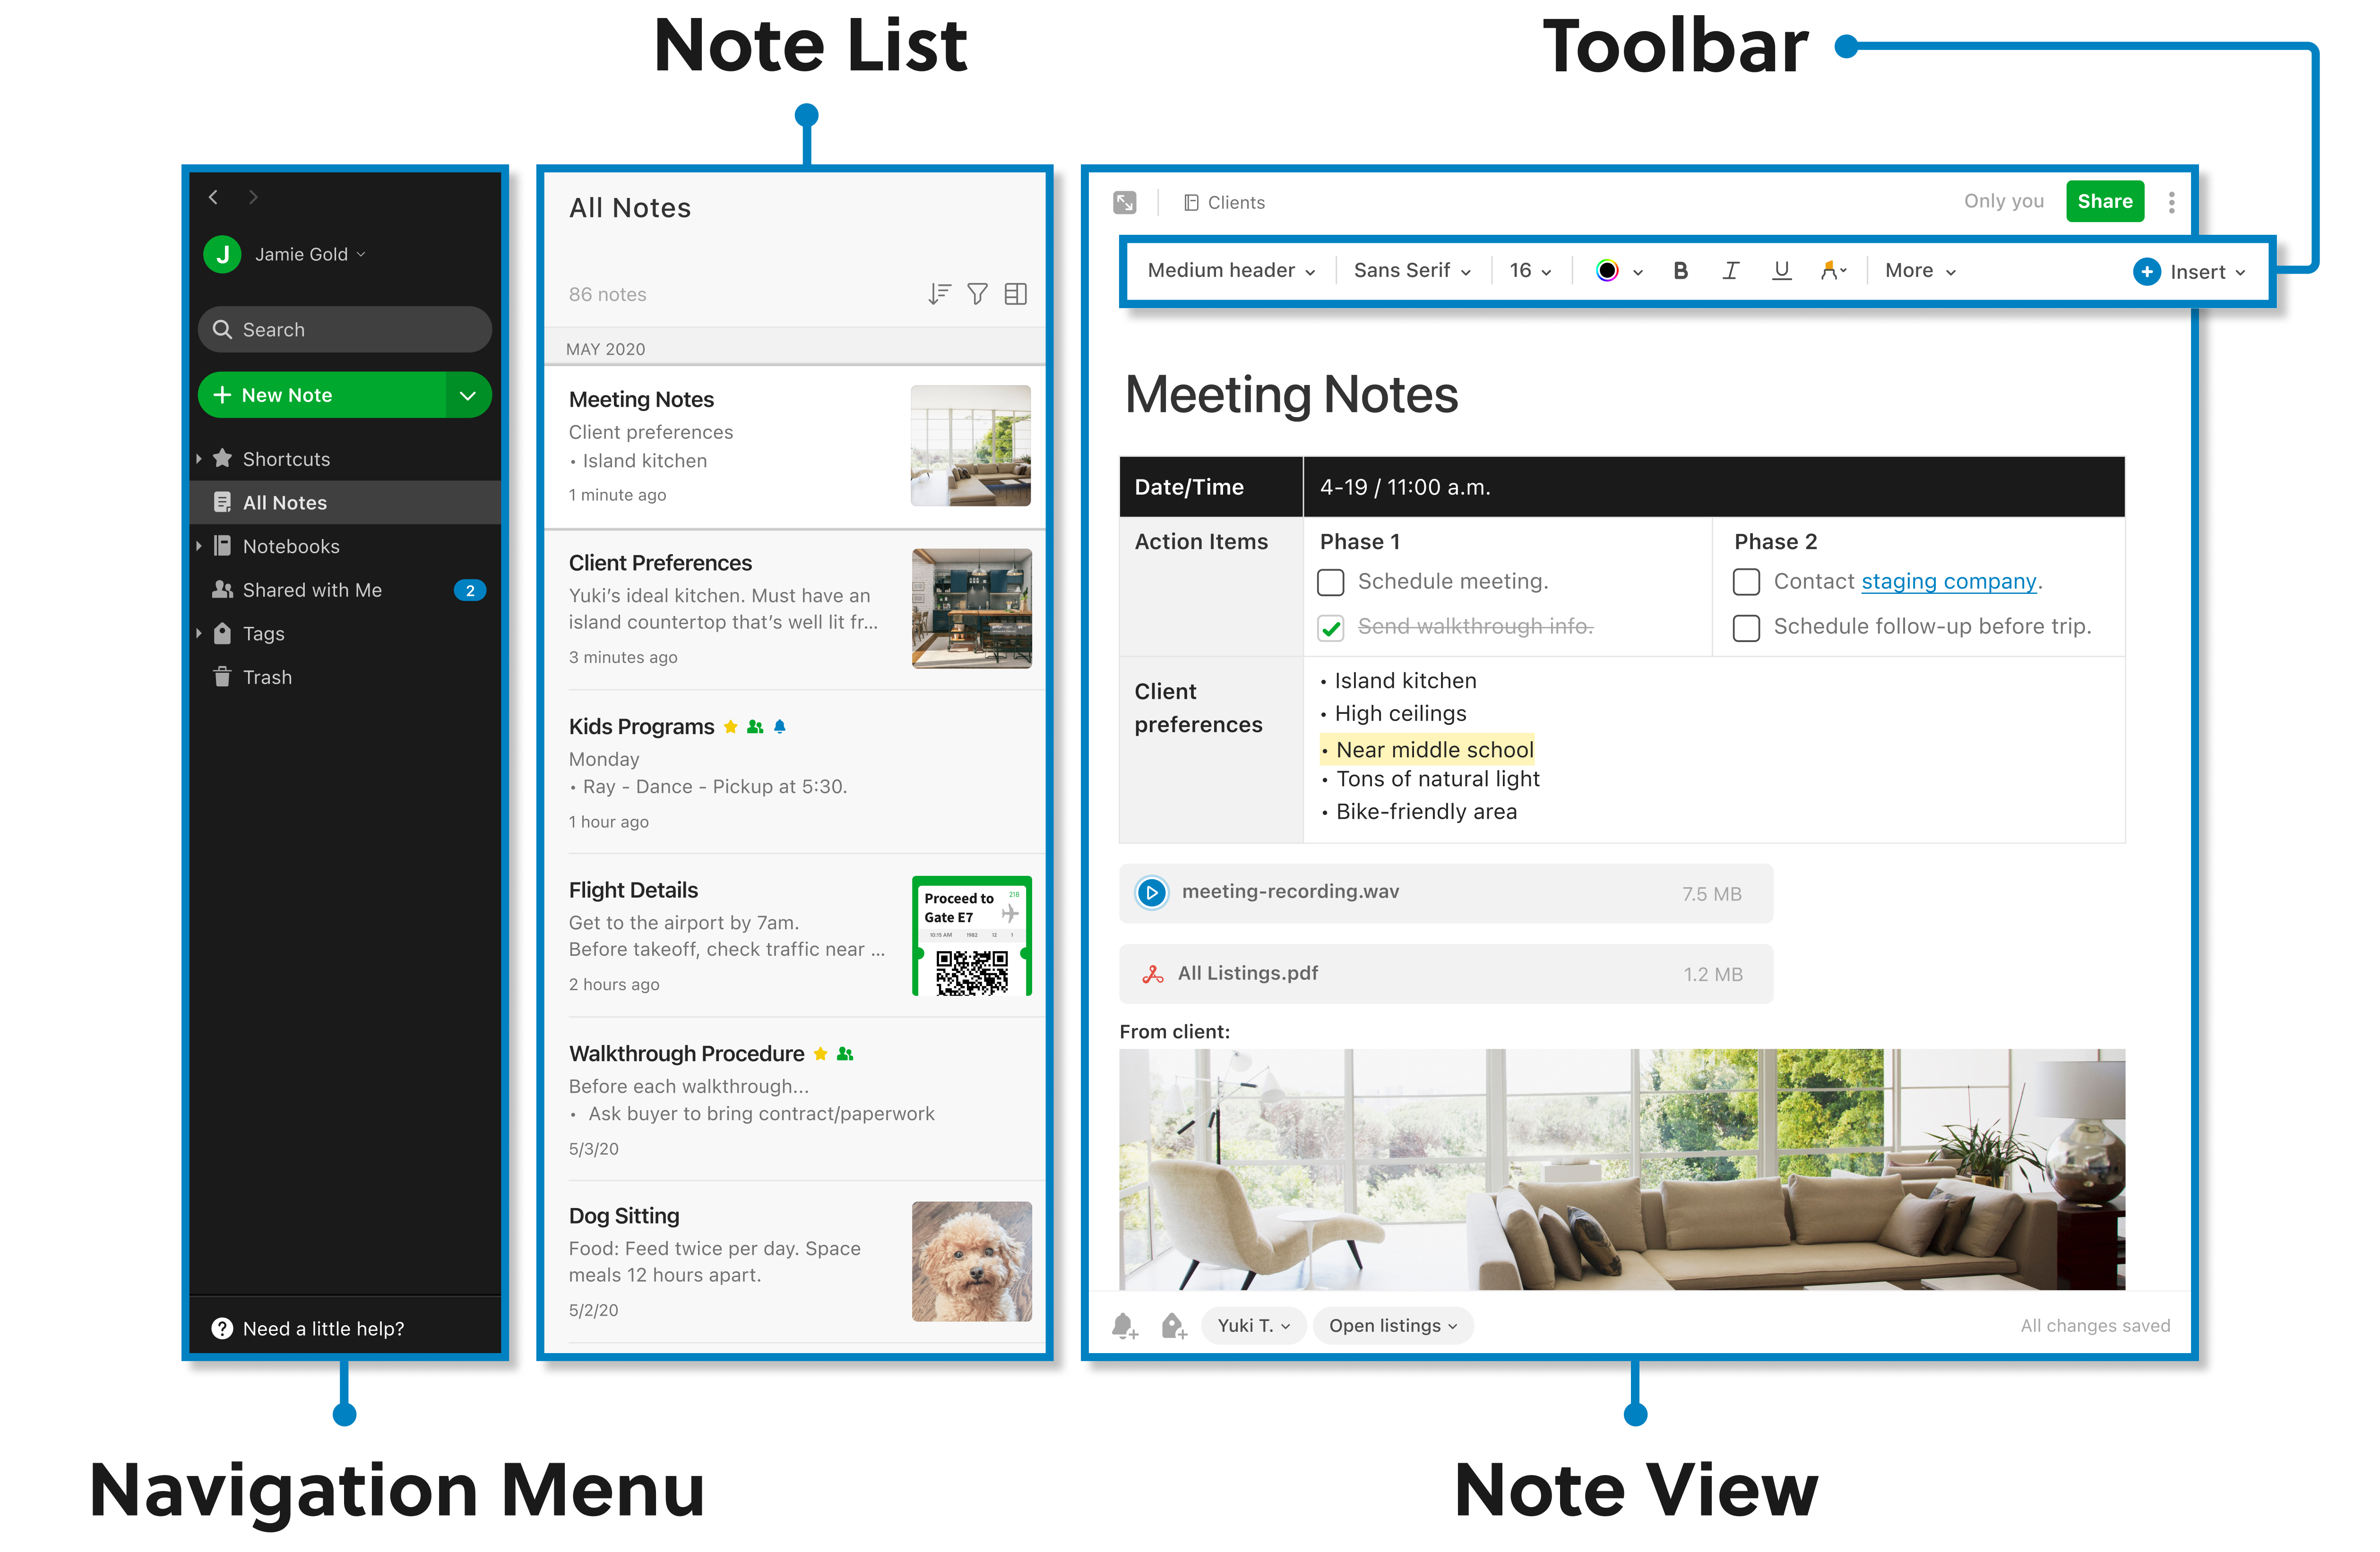 Note List
Toolbar
J
Jamie Gold
Search
New Note
Shortcuts
All Notes
Notebooks
Shared with Me 2
Tags
Trash
Need a little help?
All Notes
86 notes
MAY 2020
Meeting Notes
Client preferences
• Island kitchen
1 minute ago
Client Preferences
Yuki’s ideal kitchen. Must have an
island countertop that’s well lit fr...
3 minutes ago
Kids Programs
Monday
• Ray - Dance - Pickup at 5:30.
1 hour ago
Flight Details
Get to the airport by 7am.
Before takeoff, check traffic near ...
2 hours ago
Proceed to 21B
Gate E7
10:15 AM 1982 12 1
Walkthrough Procedure
Before each walkthrough...
• Ask buyer to bring contract/paperwork
5/3/20
Dog Sitting
Food: Feed twice per day. Space
meals 12 hours apart.
5/2/20
Clients
Only you Share
Medium header Sans Serif 16 B I U A More Insert
Meeting Notes
Date/Time 4-19 / 11:00 a.m.
Action Items
Phase 1
Schedule meeting.
Send walkthrough info.
Phase 2
Contact staging company.
Schedule follow-up before trip.
Client
preferences
• Island kitchen
• High ceilings
• Near middle school
• Tons of natural light
• Bike-friendly area
meeting-recording.wav 7.5 MB
All Listings.pdf 1.2 MB
From client:
Yuki T. Open listings All changes saved
Navigation Menu
Note View